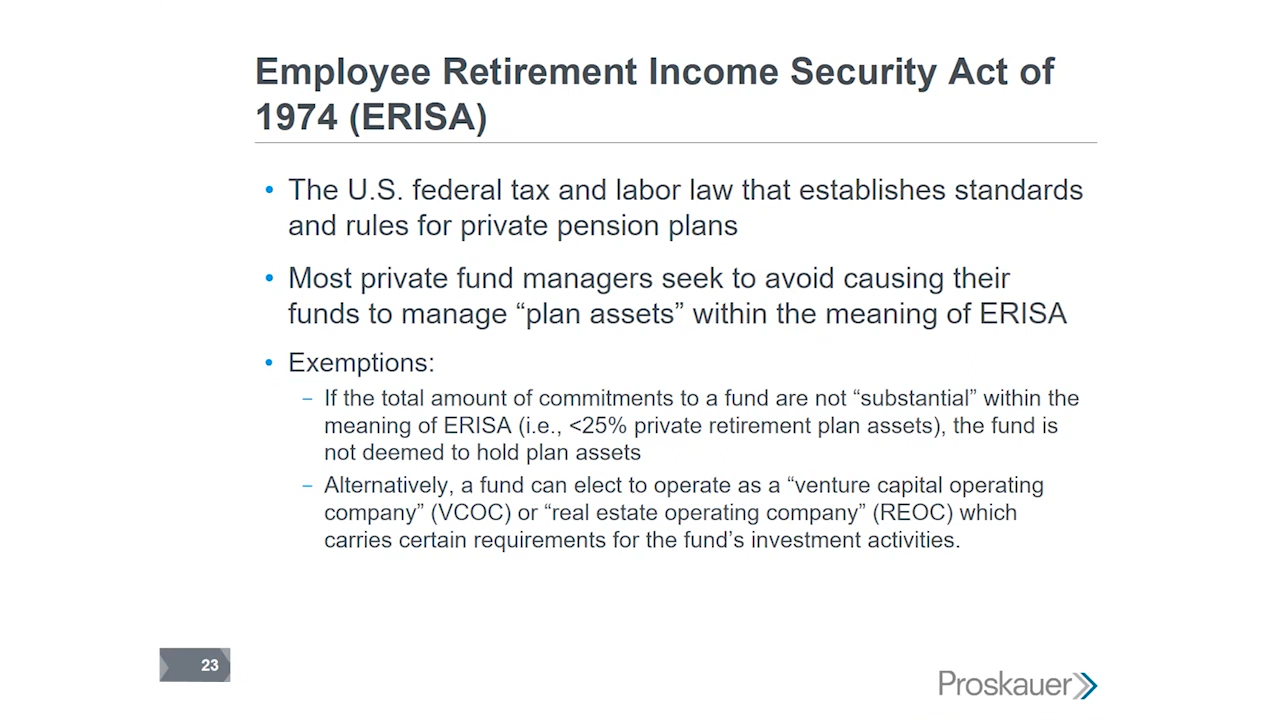 Employee Retirement Income Security Act of
1974 (ERISA)
• The U.S. federal tax and labor law that establishes standards
and rules for private pension plans
• Most private fund managers seek to avoid causing their
funds to manage “plan assets” within the meaning of ERISA
• Exemptions:
– If the total amount of commitments to a fund are not “substantial” within the
meaning of ERISA (i.e., <25% private retirement plan assets), the fund is
not deemed to hold plan assets
– Alternatively, a fund can elect to operate as a “venture capital operating
company” (VCOC) or “real estate operating company” (REOC) which
carries certain requirements for the fund’s investment activities.
23
Proskauer